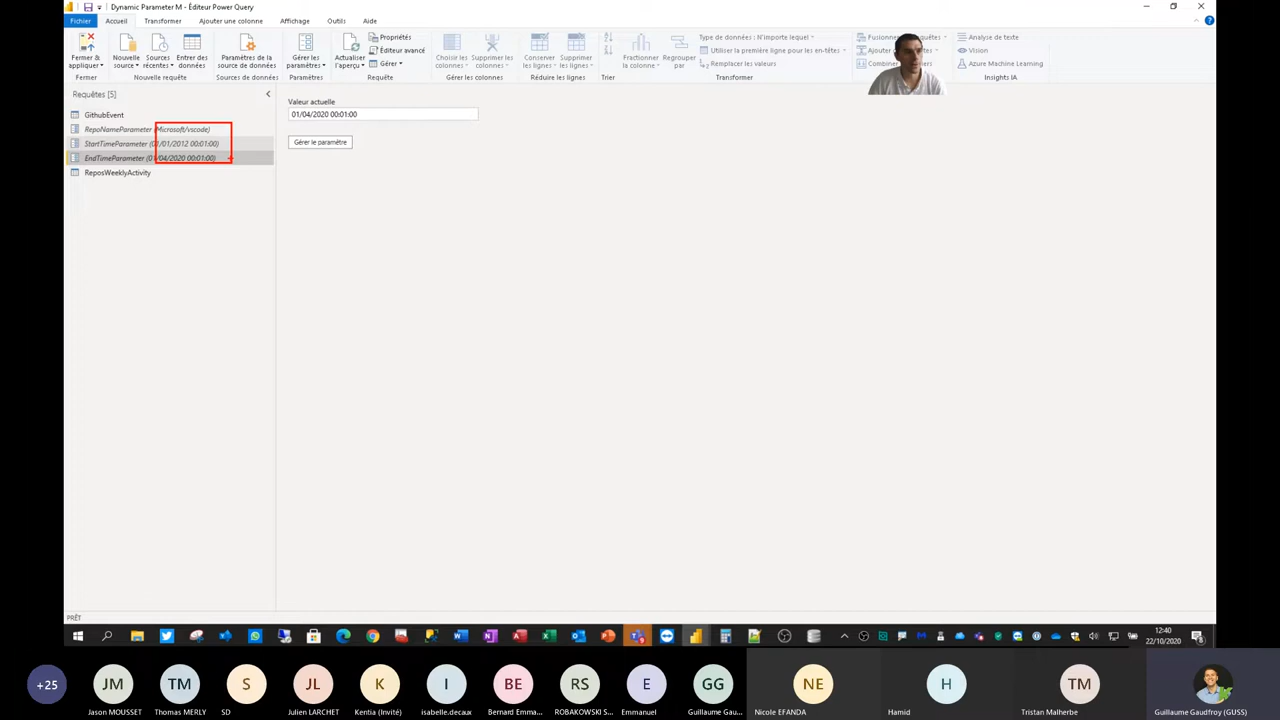 Dynamic Parameter M - Éditeur Power Query
Fichier Accueil Transformer Ajouter une colonne Affichage Outils Aide
Fermer & appliquer
Nouvelle source
Sources récentes
Entrer des données
Paramètres de la source de données
Gérer les paramètres
Actualiser l'aperçu
Propriétés
Éditeur avancé
Gérer
Choisir les colonnes
Supprimer les colonnes
Conserver les lignes
Supprimer les lignes
Fractionner la colonne
Regrouper par
Type de données : N'importe lequel
Utiliser la première ligne pour les en-têtes
Remplacer les valeurs
Analyse de texte
Vision
Azure Machine Learning
Fermer Nouvelle requête Sources de données Paramètres Requête Gérer les colonnes Réduire les lignes Trier Transformer Insights IA
Requêtes [5]
GithubEvent
RepoNameParameter (Microsoft/vscode)
StartTimeParameter (01/01/2012 00:01:00)
EndTimeParameter (01/04/2020 00:01:00)
ReposWeeklyActivity
Valeur actuelle
01/04/2020 00:01:00
Gérer le paramètre
PRÊT
12:40
22/10/2020
+25 JM TM S JL K I BE RS E GG NE H TM
Jason MOUSSET Thomas MERLY SD Julien LARCHET Kentia (Invité) isabelle.decaux Bernard Emma... ROBAKOWSKI S... Emmanuel Guillaume Gau... Nicole EFANDA Hamid Tristan Malherbe Guillaume Gaudfroy (GUSS)